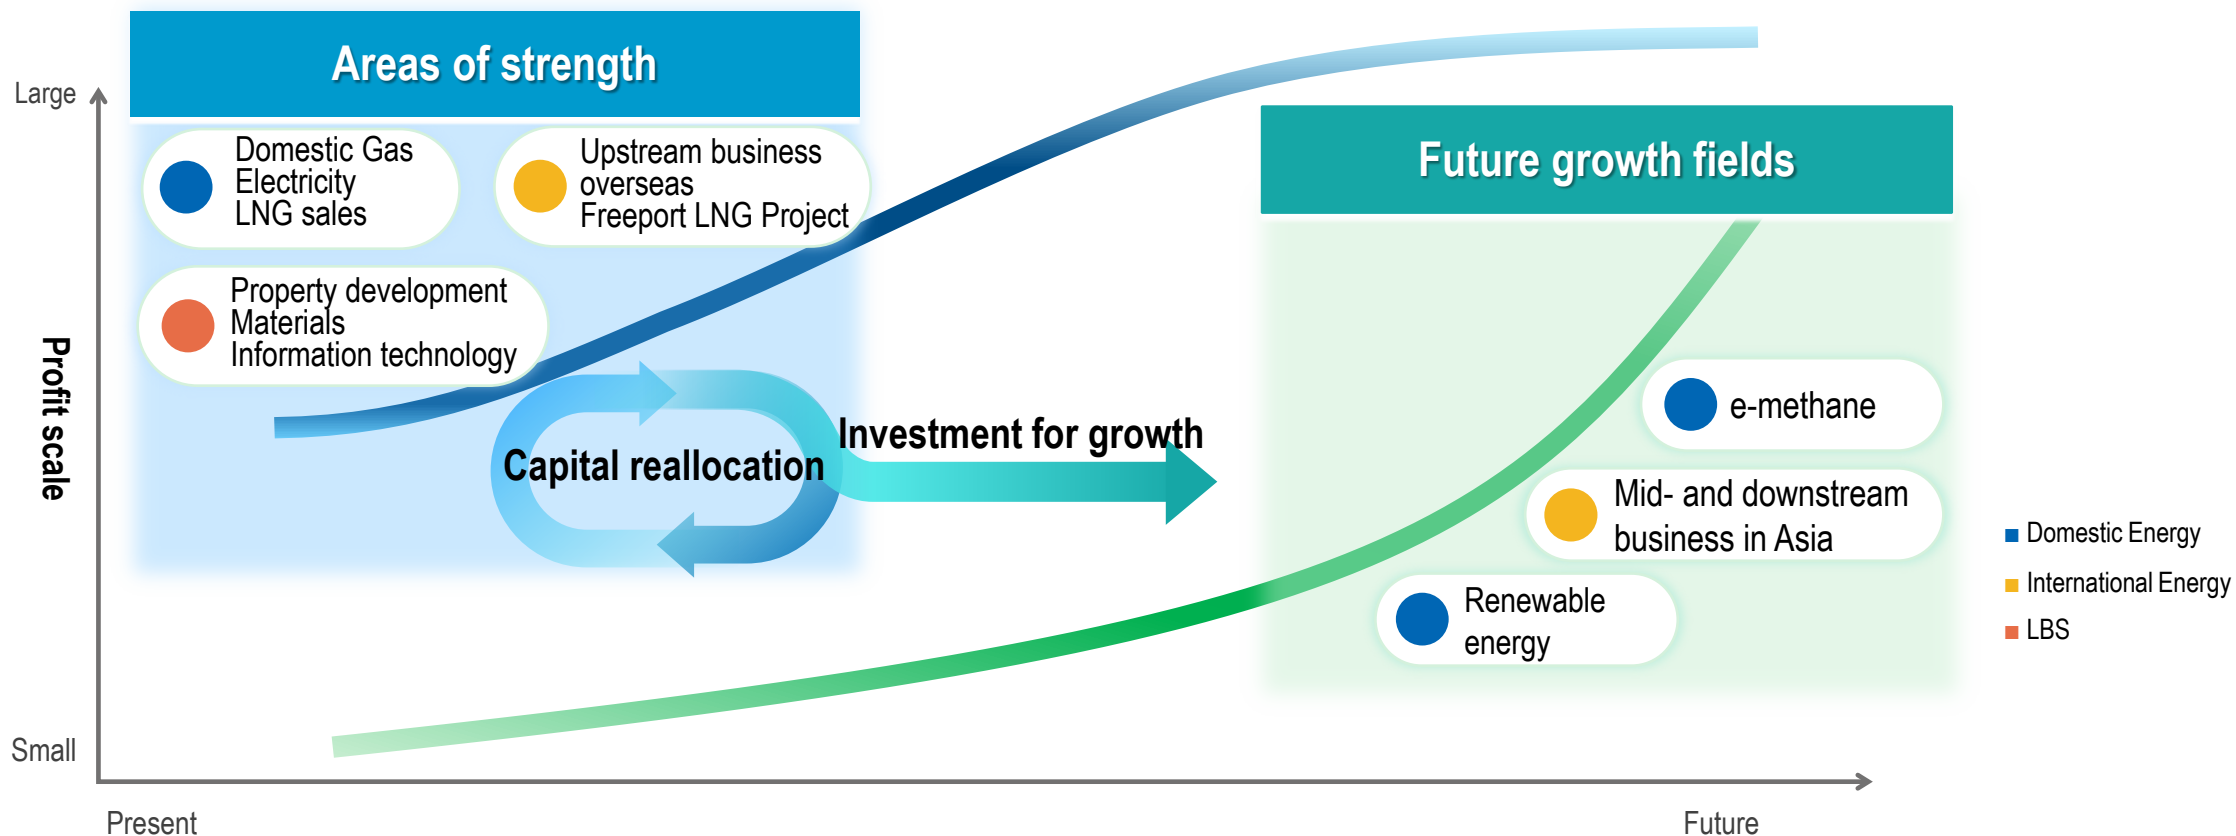 Areas of strength
Large
Domestic Gas
Electricity
LNG sales
Upstream business
overseas
Freeport LNG Project
Property development
Materials
Information technology
Profit scale
Capital reallocation
Investment for growth
Future growth fields
e-methane
Mid- and downstream
business in Asia
Renewable
energy
Domestic Energy
International Energy
LBS
Small
Present
Future